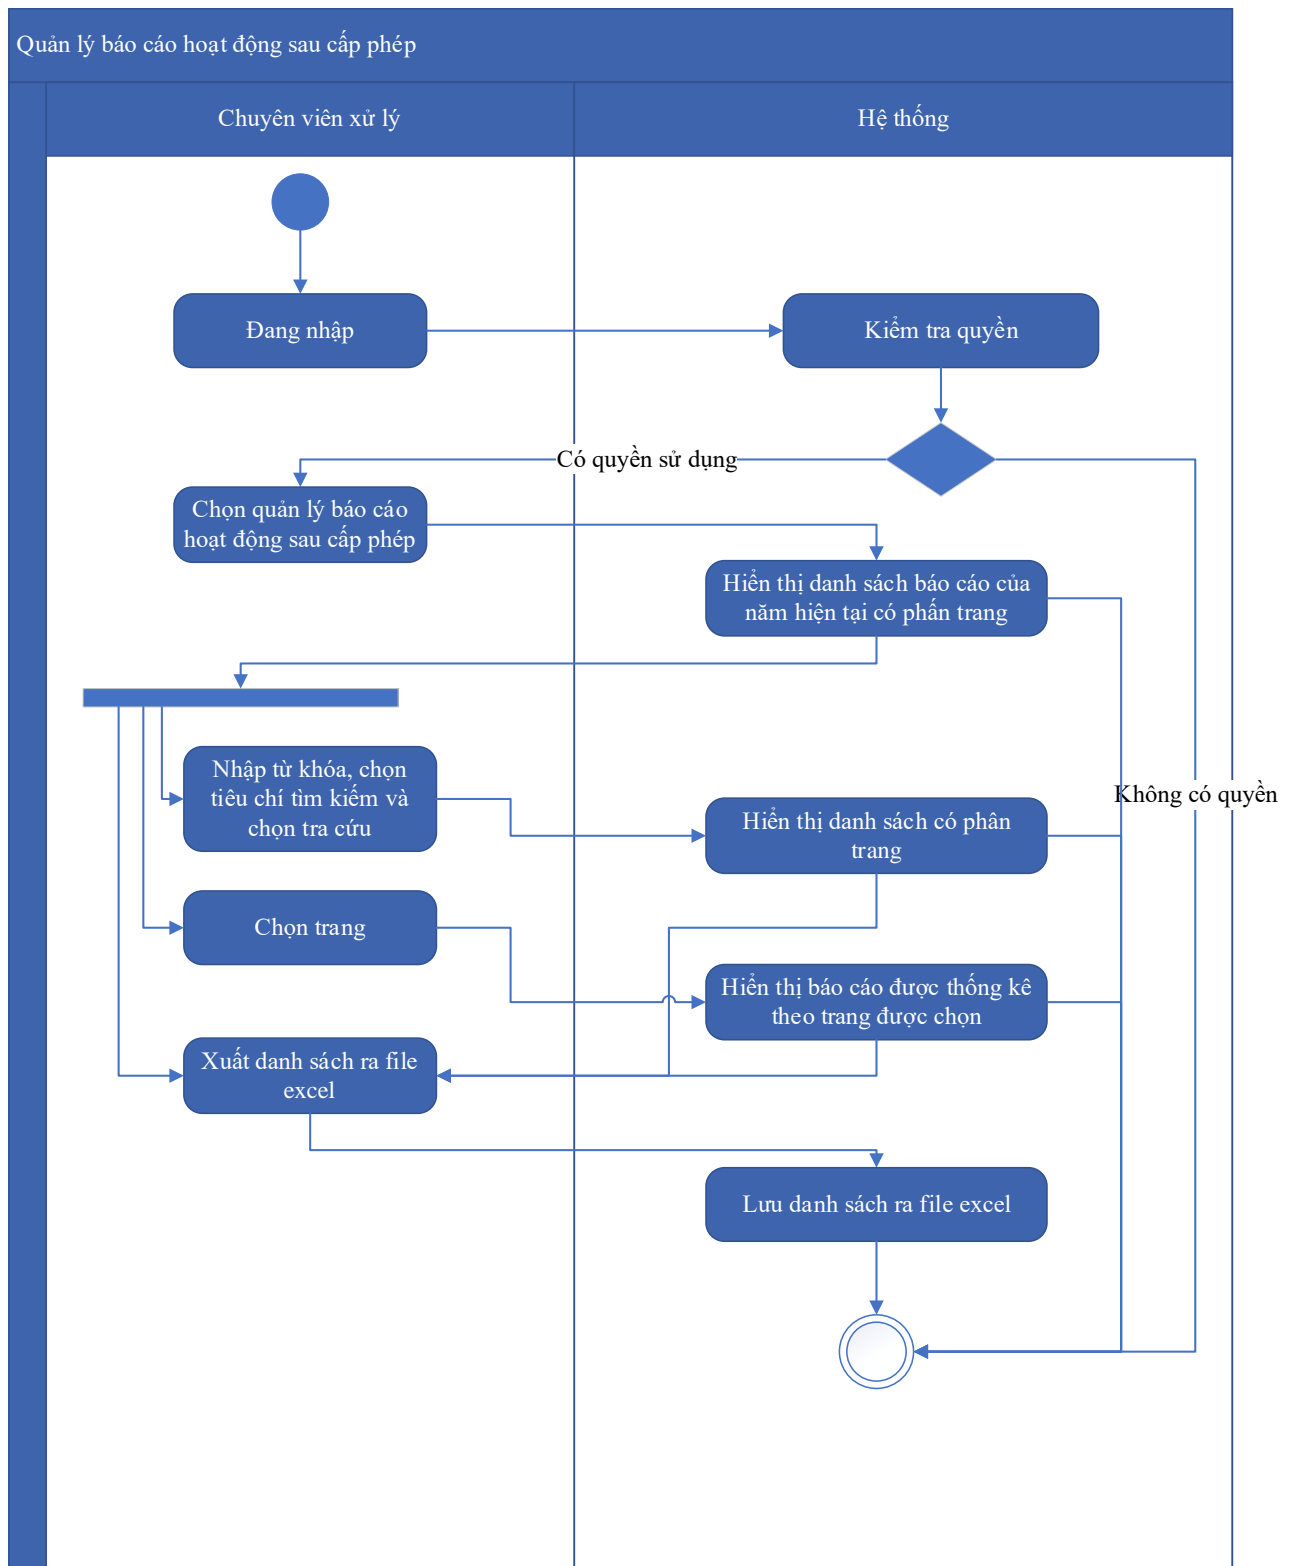 Quản lý báo cáo hoạt động sau cấp phép
Chuyên viên xử lý
Hệ thống
Đang nhập
Kiểm tra quyền
Có quyền sử dụng
Chọn quản lý báo cáo
hoạt động sau cấp phép
Hiển thị danh sách báo cáo của
năm hiện tại có phấn trang
Nhập từ khóa, chọn
tiêu chí tìm kiếm và
chọn tra cứu
Không có quyền
Hiển thị danh sách có phân
trang
Chọn trang
Hiển thị báo cáo được thống kê
theo trang được chọn
Xuất danh sách ra file
excel
Lưu danh sách ra file excel